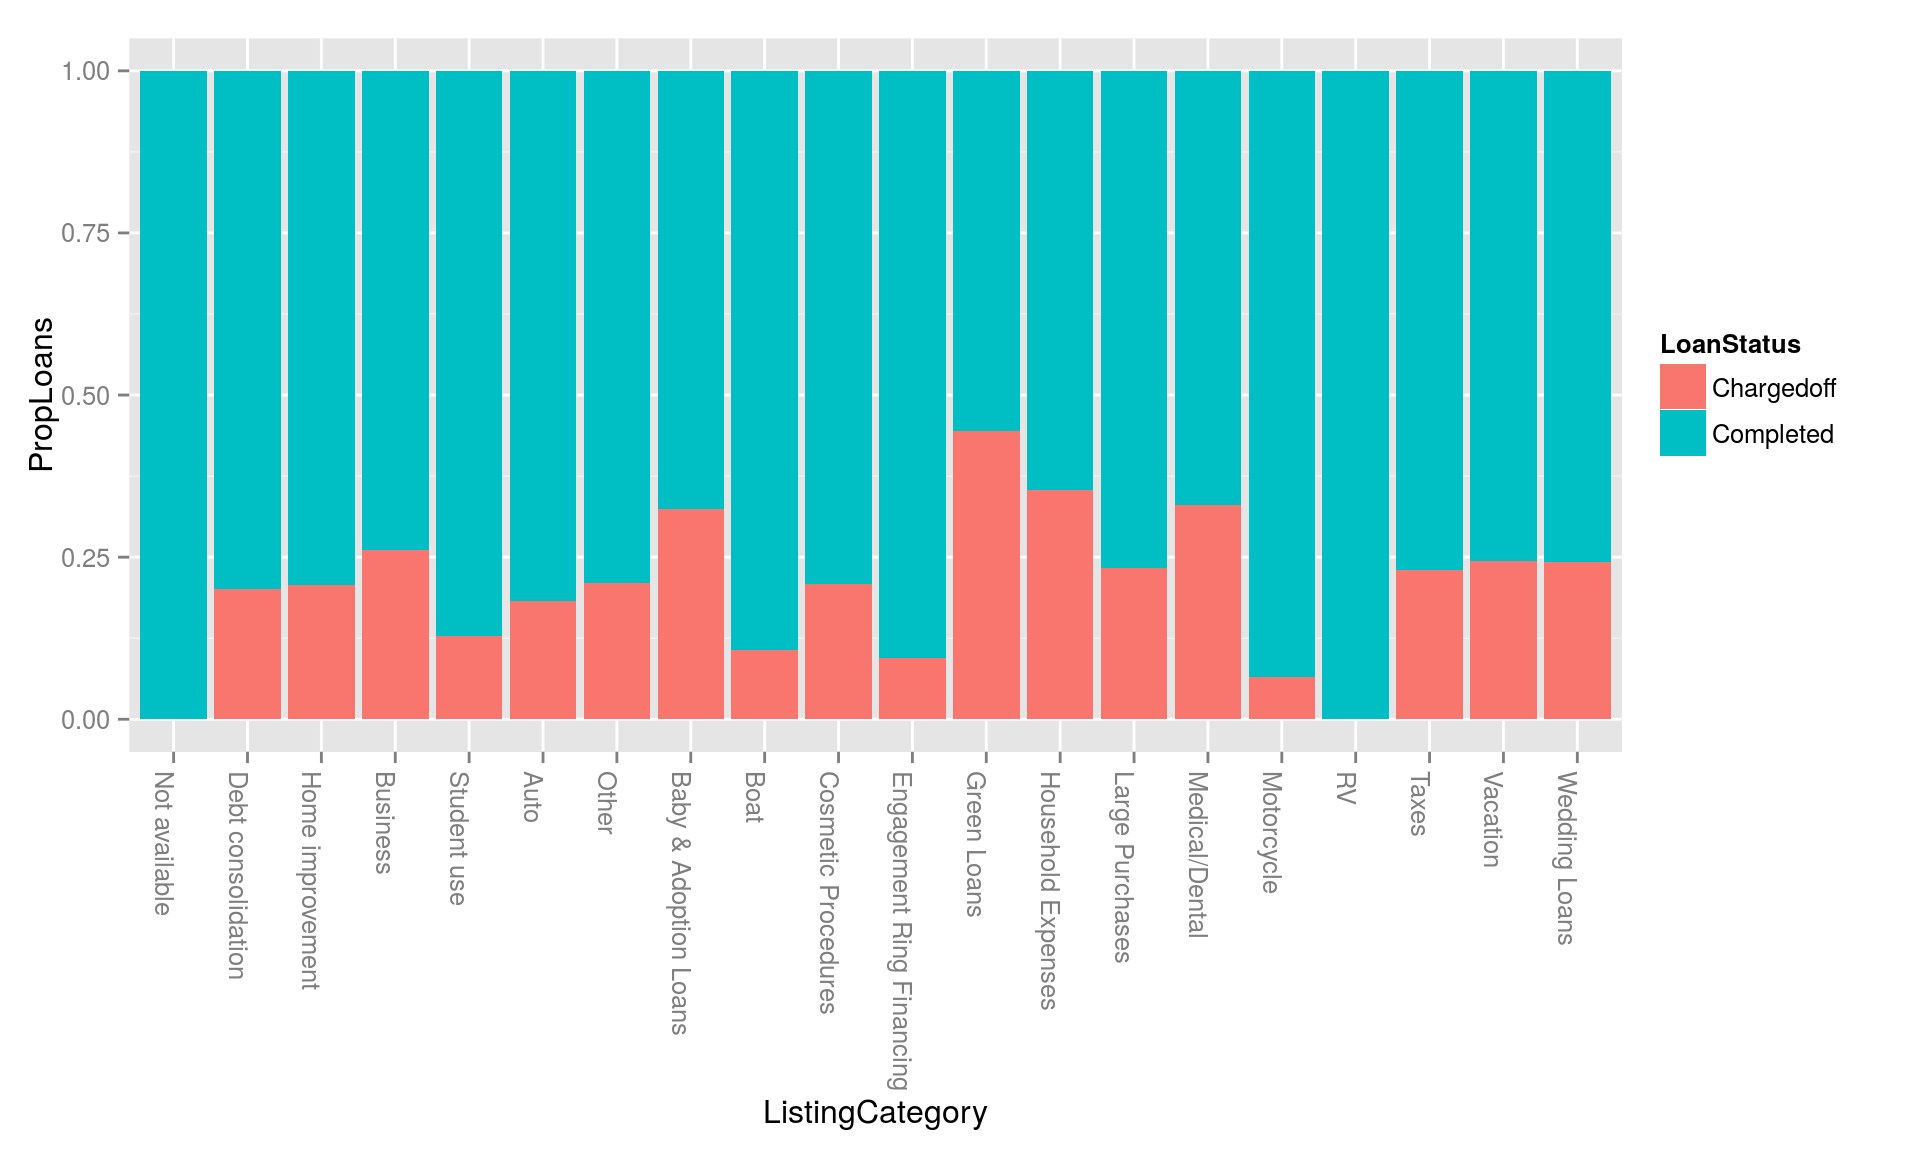 1.00
0.75
0.50
0.25
0.00
PropLoans
Not available
Debt consolidation
Home improvement
Business
Student use
Auto
Other
Baby & Adoption Loans
Boat
Cosmetic Procedures
Engagement Ring Financing
Green Loans
Household Expenses
Large Purchases
Medical/Dental
Motorcycle
RV
Taxes
Vacation
Wedding Loans
ListingCategory
LoanStatus
Chargedoff
Completed